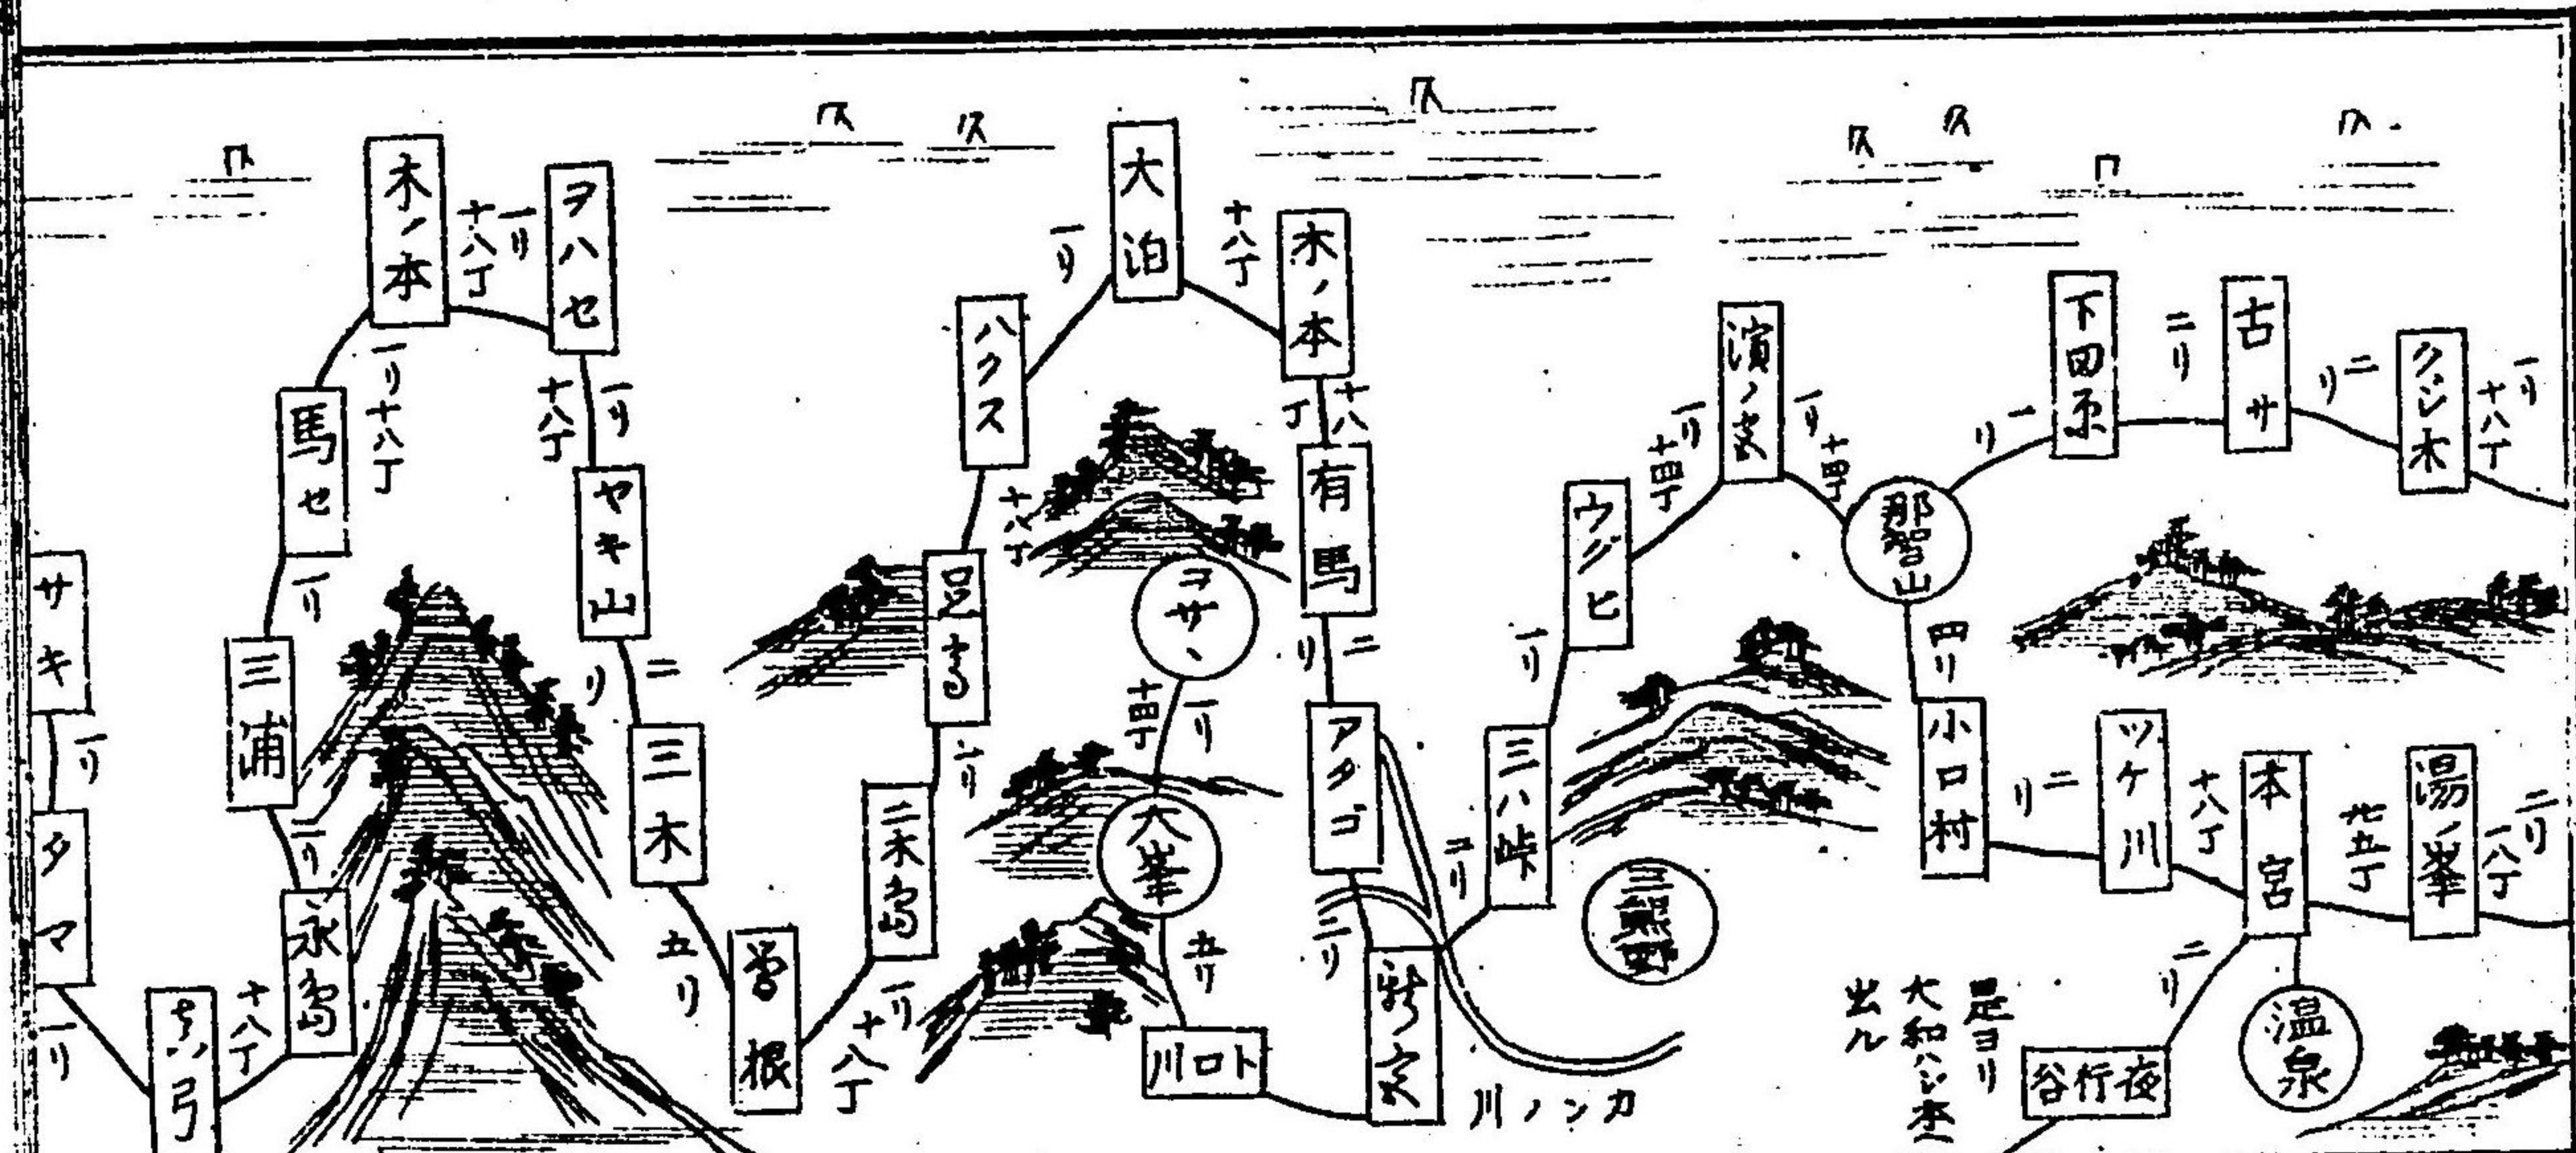 クジ木
一リ
十八丁
二リ
古サ
二リ
下田原
一リ
那智山
一リ
濱ノ宮
一リ
ウグヒ
一リ
三ハ峠
二リ
四リ
小口村
二リ
ツケ川
十八丁
本宮
湯ノ峯
二リ
八丁
温泉
二リ
夜行谷
是ヨリ
大和ハシ本ヘ
出ル
三熊野
カンノ川
新宮
三リ
アタゴ
二リ
有馬
十八丁
木ノ本
十八丁
大泊
一リ
ハクス
十八丁
一リ
二木島
一リ
十八丁
曽根
五リ
三木
二リ
ヤキ山
一リ
十八丁
ヲハセ
一リ
十八丁
木ノ本
一リ
十八丁
馬セ
一リ
三浦
二リ
永島
十八丁
一リ
タマ
一リ
サキ
ヲサヽ
一リ
大峯
五リ
トロ川